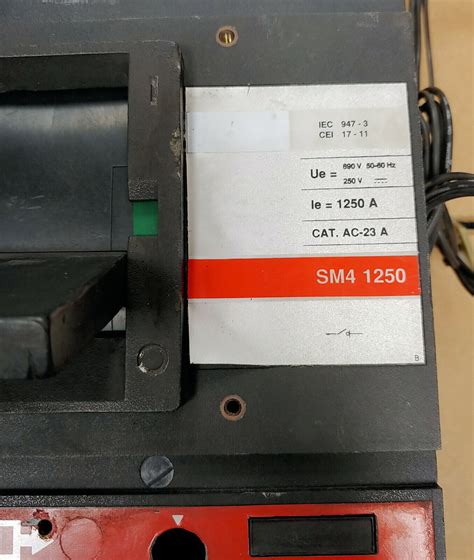 IEC 947 - 3
CEI 17 - 11
Ue = 690 V 50-60 Hz
250 V ⎓
Ie = 1250 A
CAT. AC-23 A
SM4 1250
B